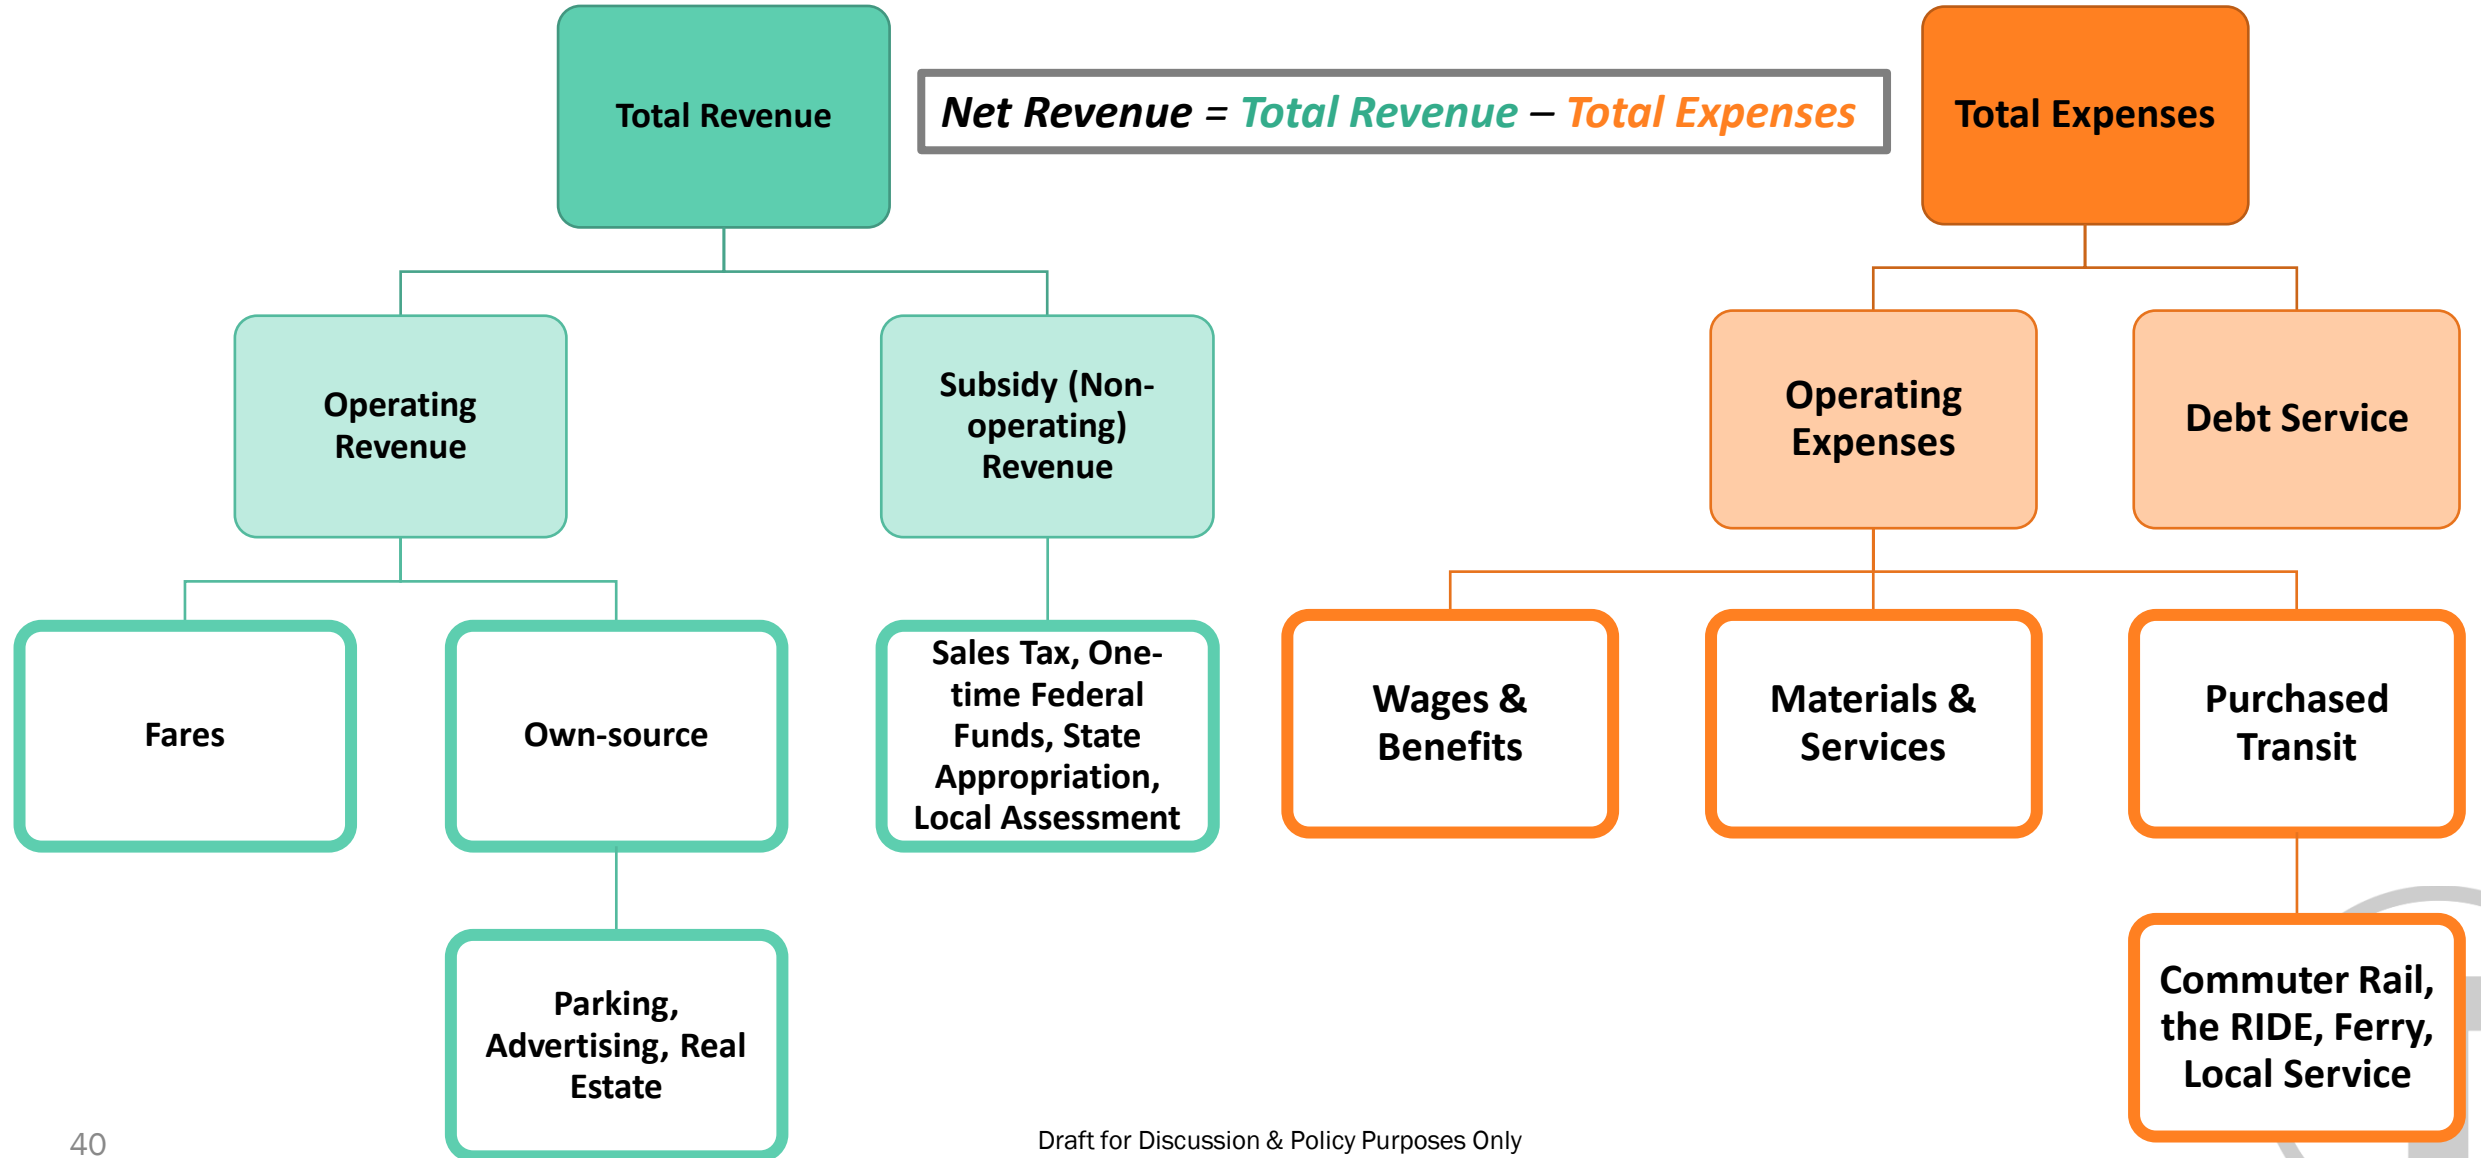 Total Revenue
Net Revenue = Total Revenue – Total Expenses
Total Expenses
Operating
Revenue
Subsidy (Non-
operating)
Revenue
Operating
Expenses
Debt Service
Fares
Own-source
Sales Tax, One-
time Federal
Funds, State
Appropriation,
Local Assessment
Wages &
Benefits
Materials &
Services
Purchased
Transit
Parking,
Advertising, Real
Estate
Commuter Rail,
the RIDE, Ferry,
Local Service
40
Draft for Discussion & Policy Purposes Only